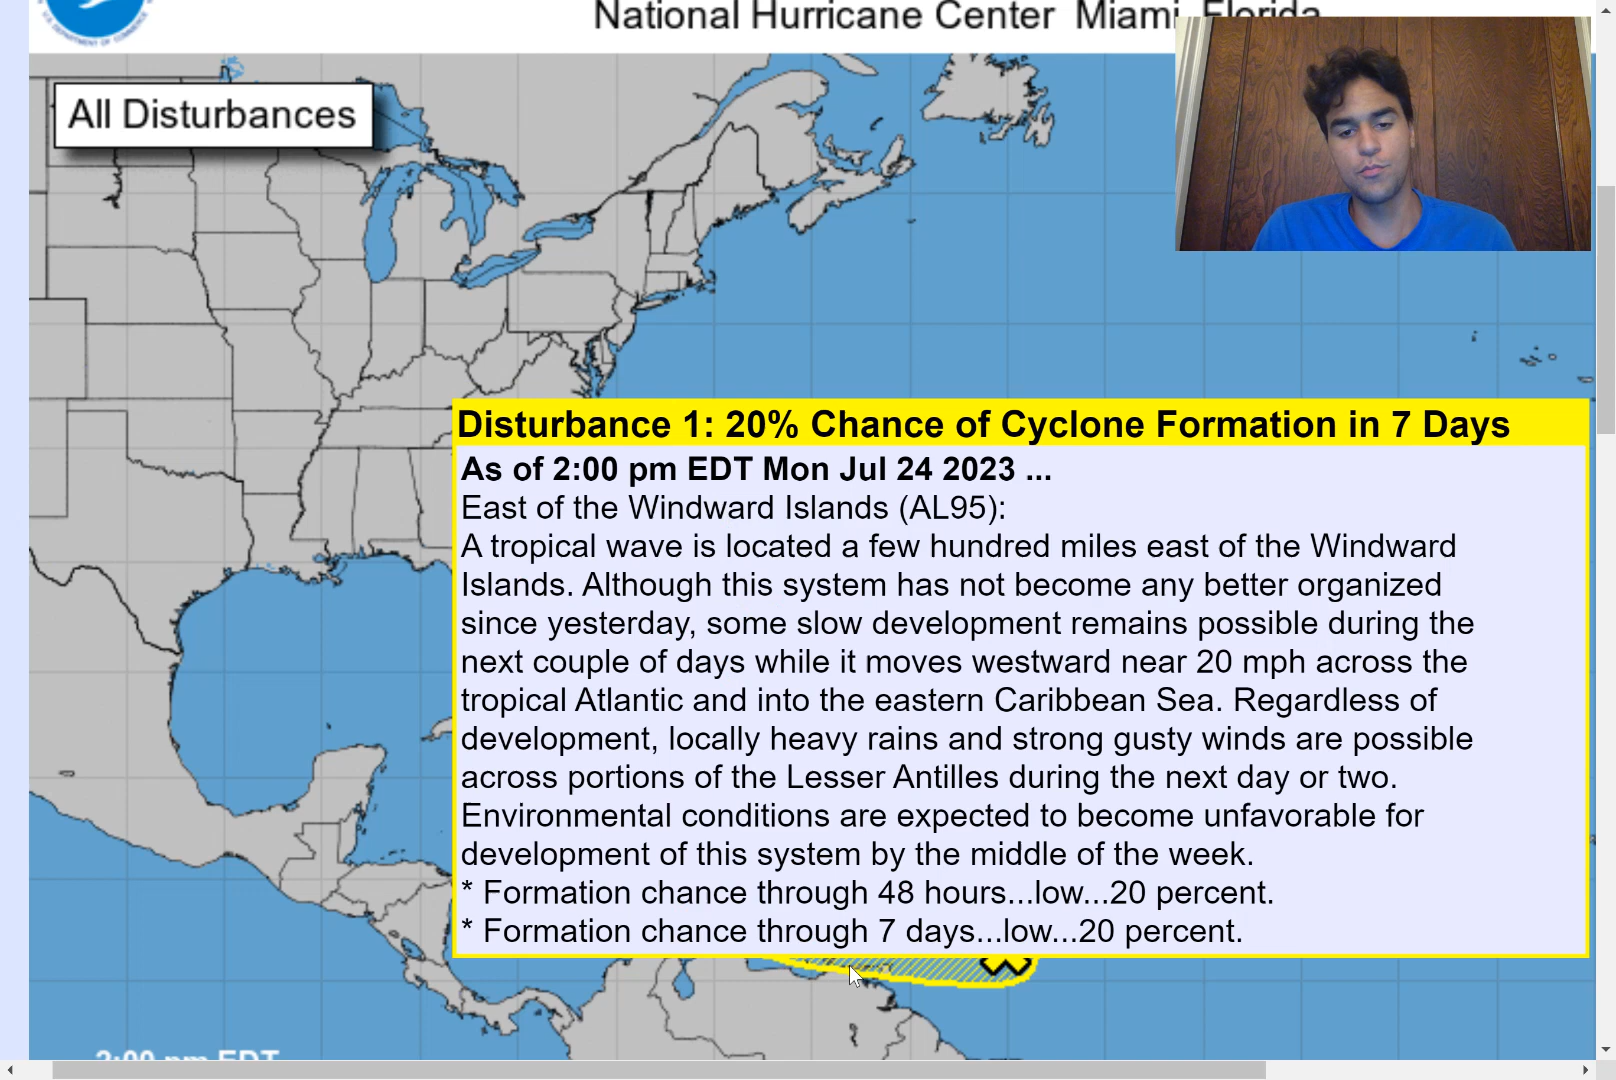 National Hurricane Center Miami, Florida
All Disturbances
Disturbance 1: 20% Chance of Cyclone Formation in 7 Days
As of 2:00 pm EDT Mon Jul 24 2023 ...
East of the Windward Islands (AL95):
A tropical wave is located a few hundred miles east of the Windward
Islands. Although this system has not become any better organized
since yesterday, some slow development remains possible during the
next couple of days while it moves westward near 20 mph across the
tropical Atlantic and into the eastern Caribbean Sea. Regardless of
development, locally heavy rains and strong gusty winds are possible
across portions of the Lesser Antilles during the next day or two.
Environmental conditions are expected to become unfavorable for
development of this system by the middle of the week.
* Formation chance through 48 hours...low...20 percent.
* Formation chance through 7 days...low...20 percent.
2:00 pm EDT